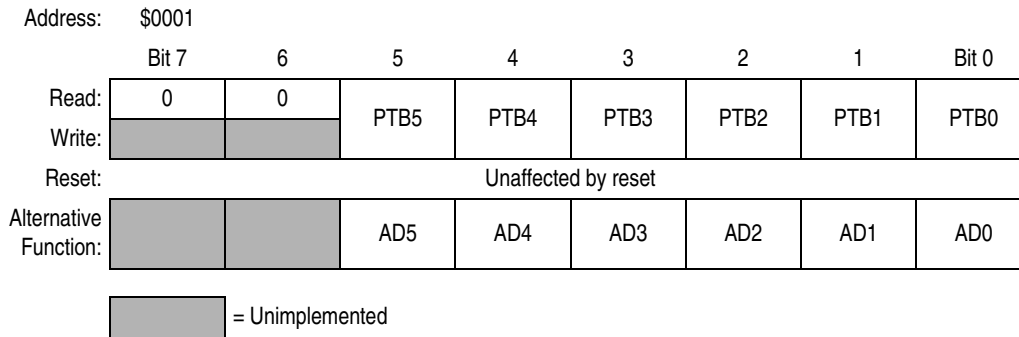 Address: $0001
Bit 7 6 5 4 3 2 1 Bit 0
Read: 0 0 PTB5 PTB4 PTB3 PTB2 PTB1 PTB0
Write:
Reset: Unaffected by reset
Alternative
Function: AD5 AD4 AD3 AD2 AD1 AD0
= Unimplemented